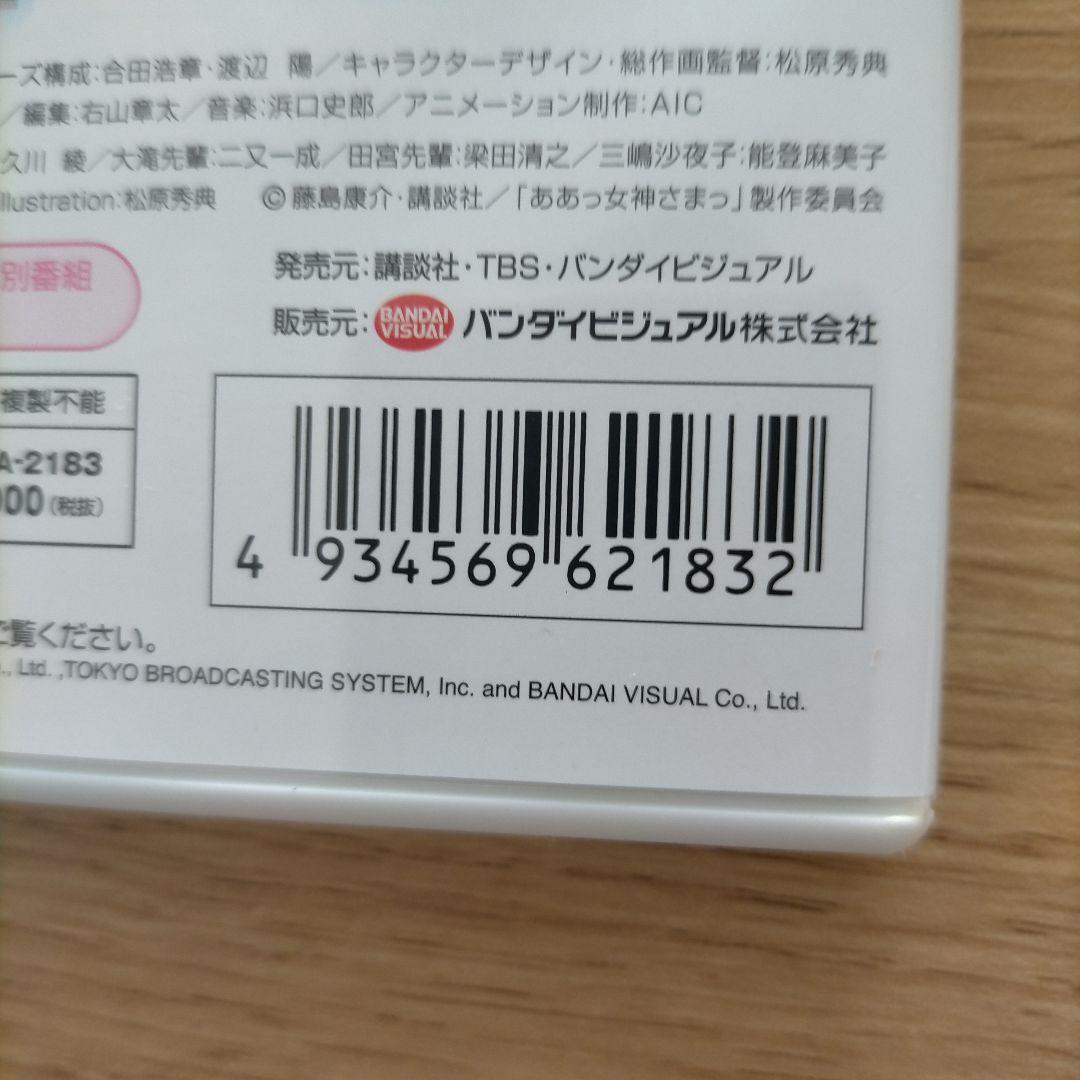 ーズ構成:合田浩章・渡辺 陽／キャラクターデザイン・総作画監督:松原秀典
／編集:右山章太／音楽:浜口史郎／アニメーション制作:AIC
久川 綾／大滝先輩:二又一成／田宮先輩:梁田清之／三嶋沙夜子:能登麻美子
llustration:松原秀典 ©藤島康介・講談社／「ああっ女神さまっ」製作委員会
別番組
発売元:講談社・TBS・バンダイビジュアル
販売元:BANDAI VISUAL バンダイビジュアル株式会社
複製不能
A-2183
000(税抜)
4 934569 621832
ご覧ください。
., Ltd. ,TOKYO BROADCASTING SYSTEM, Inc. and BANDAI VISUAL Co., Ltd.